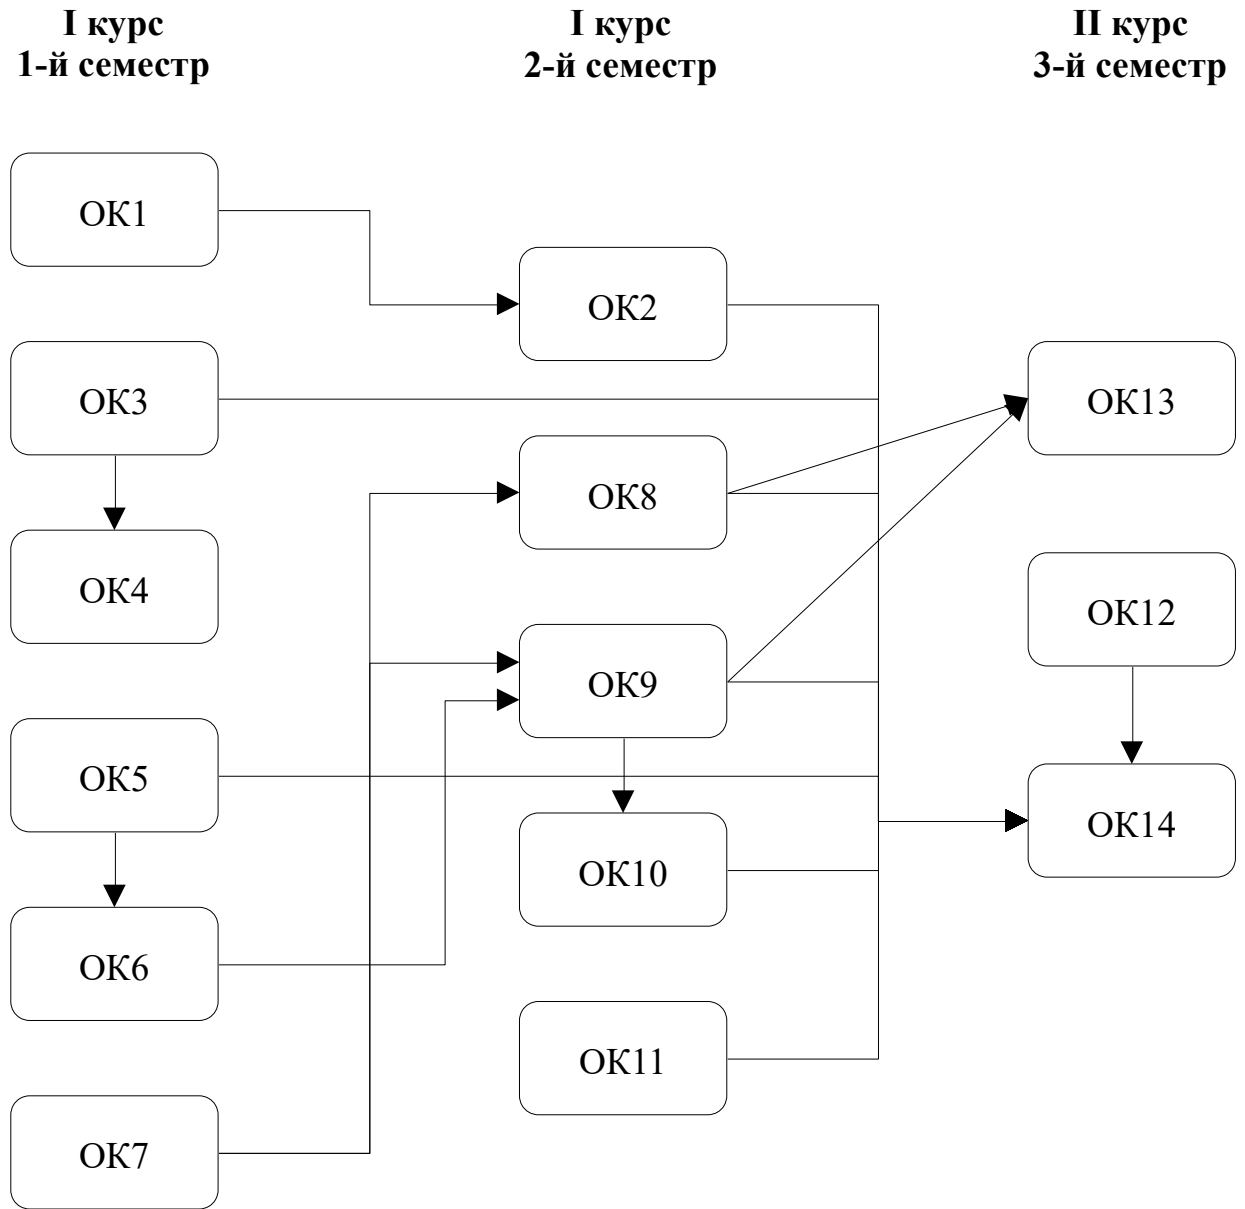 I курс
1-й семестр
I курс
2-й семестр
II курс
3-й семестр
ОК1
ОК3
ОК4
ОК5
ОК6
ОК7
ОК2
ОК8
ОК9
ОК10
ОК11
ОК13
ОК12
ОК14